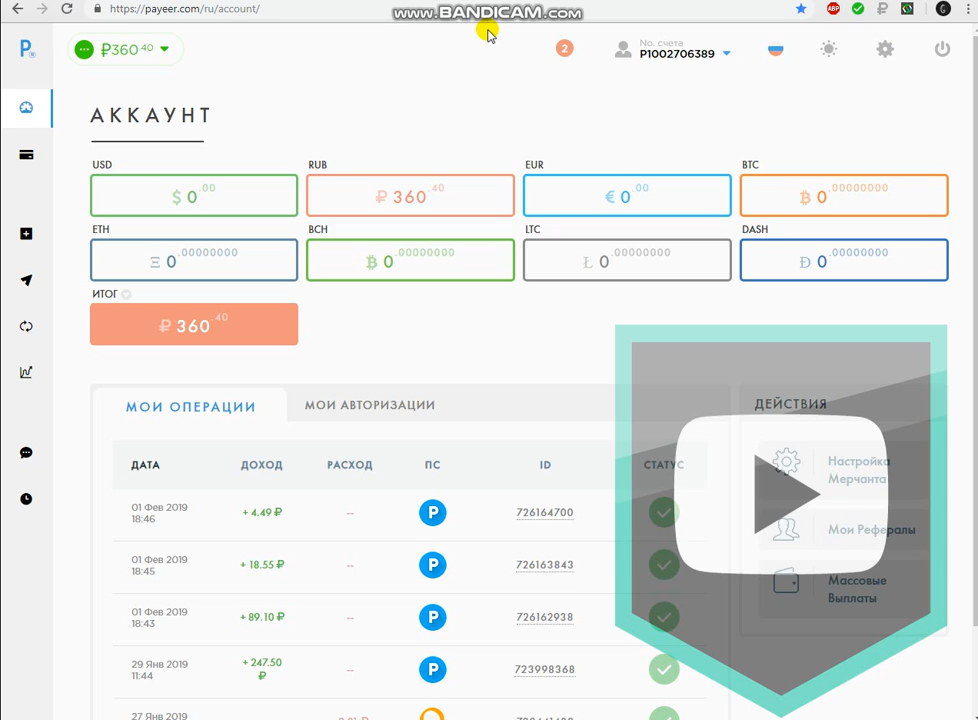 https://payeer.com/ru/account/
www.BANDICAM.com
ABP
G
P
₽360.40
2
No. счета
P1002706389
АККАУНТ
USD
RUB
EUR
BTC
$ 0.00
₽ 360.40
€ 0.00
₿ 0.00000000
ETH
BCH
LTC
DASH
Ξ 0.00000000
₿ 0.00000000
Ł 0.00000000
Đ 0.00000000
ИТОГ
₽ 360.40
МОИ ОПЕРАЦИИ
МОИ АВТОРИЗАЦИИ
ДЕЙСТВИЯ
ДАТА
ДОХОД
РАСХОД
ПС
ID
СТАТУС
Настройка
Мерчанта
01 Фев 2019
18:46
+ 4.49 ₽
--
P
726164700
Мои Рефералы
01 Фев 2019
18:45
+ 18.55 ₽
--
P
726163843
Массовые
Выплаты
01 Фев 2019
18:43
+ 89.10 ₽
--
P
726162938
29 Янв 2019
11:44
+ 247.50
₽
--
P
723998368
27 Янв 2019